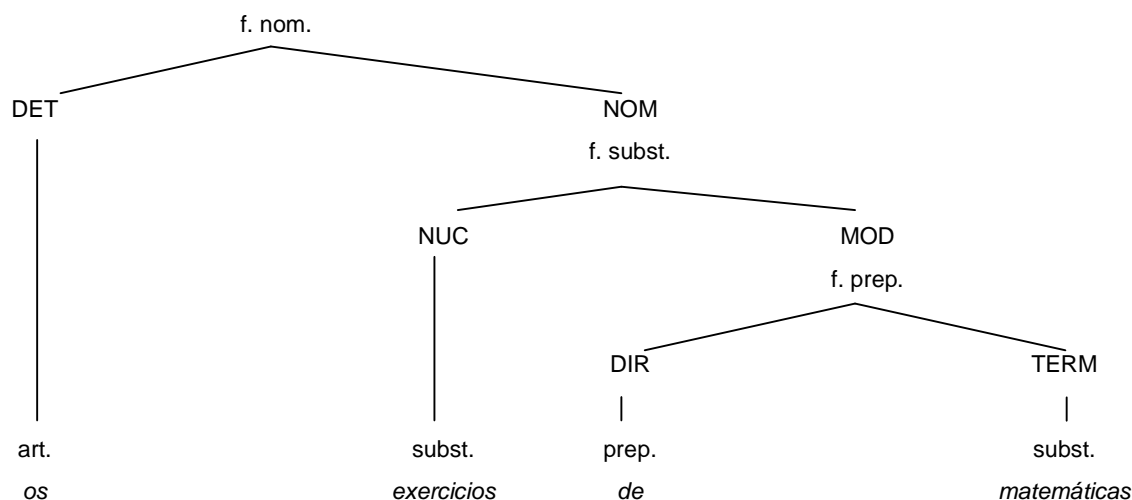 f. nom.
DET NOM
f. subst.
NUC MOD
f. prep.
DIR TERM
art. subst. prep. subst.
os exercicios de matemáticas